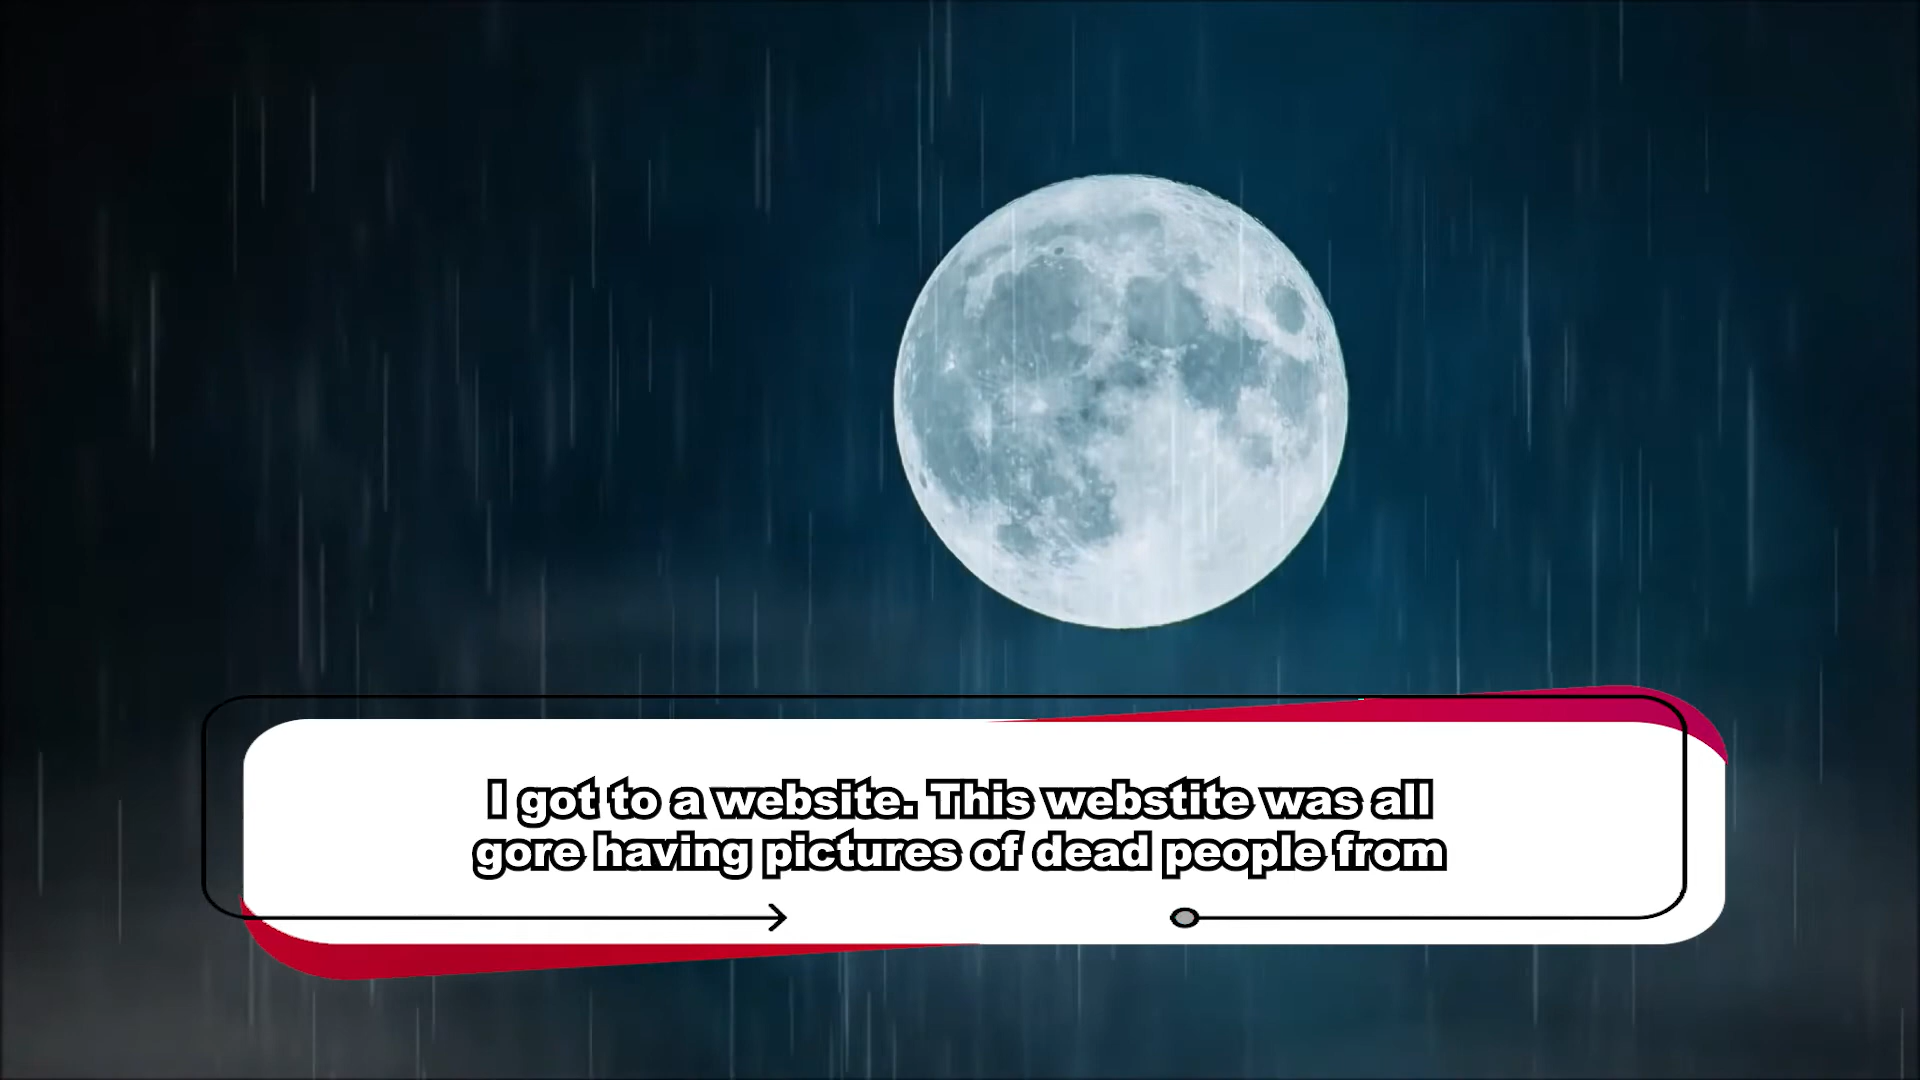 I got to a website. This webstite was all
gore having pictures of dead people from